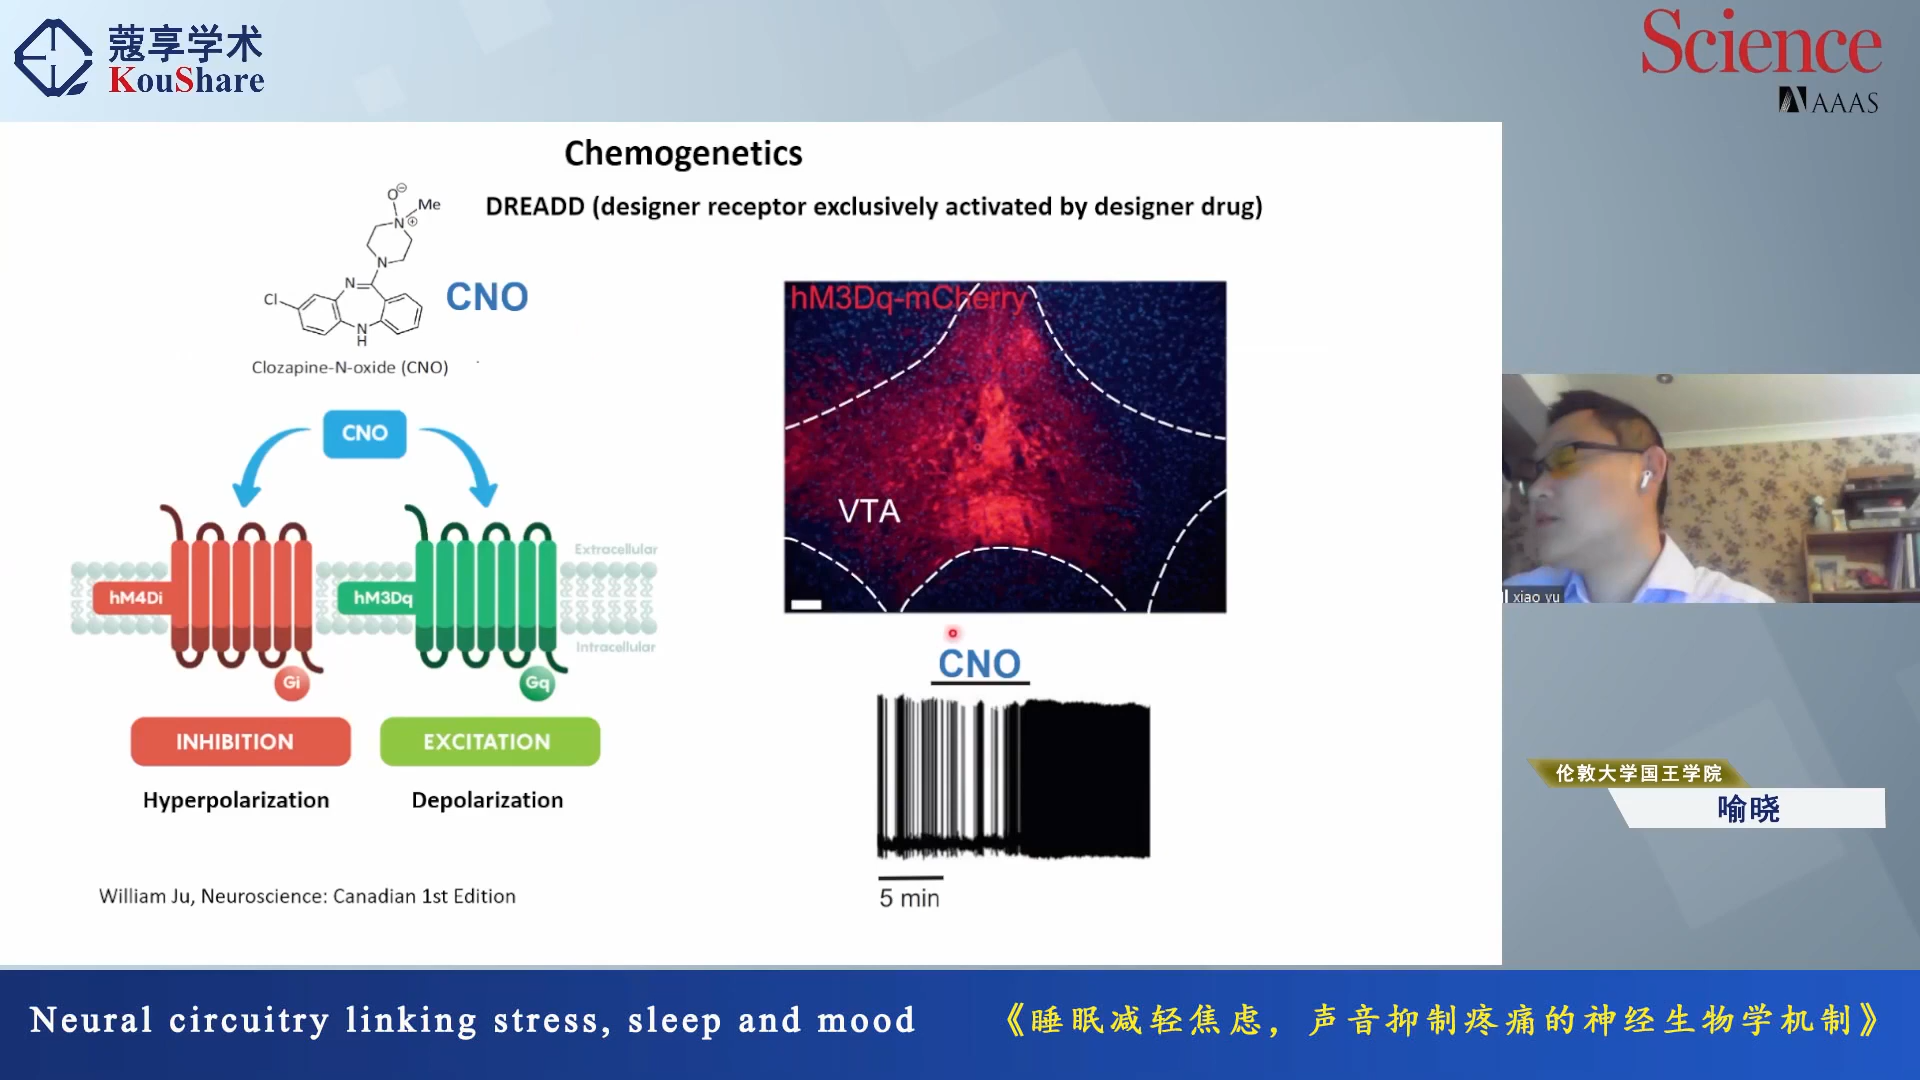 蔻享学术
KouShare
Science
AAAS
Chemogenetics
DREADD (designer receptor exclusively activated by designer drug)
O⊖
Me
N⊕
N
N
Cl
N
H
CNO
Clozapine-N-oxide (CNO)
CNO
hM4Di
hM3Dq
Extracellular
Intracellular
Gi
Gq
INHIBITION
EXCITATION
Hyperpolarization
Depolarization
William Ju, Neuroscience: Canadian 1st Edition
hM3Dq-mCherry
VTA
CNO
5 min
xiao yu
伦敦大学国王学院
喻晓
Neural circuitry linking stress, sleep and mood
《睡眠减轻焦虑，声音抑制疼痛的神经生物学机制》